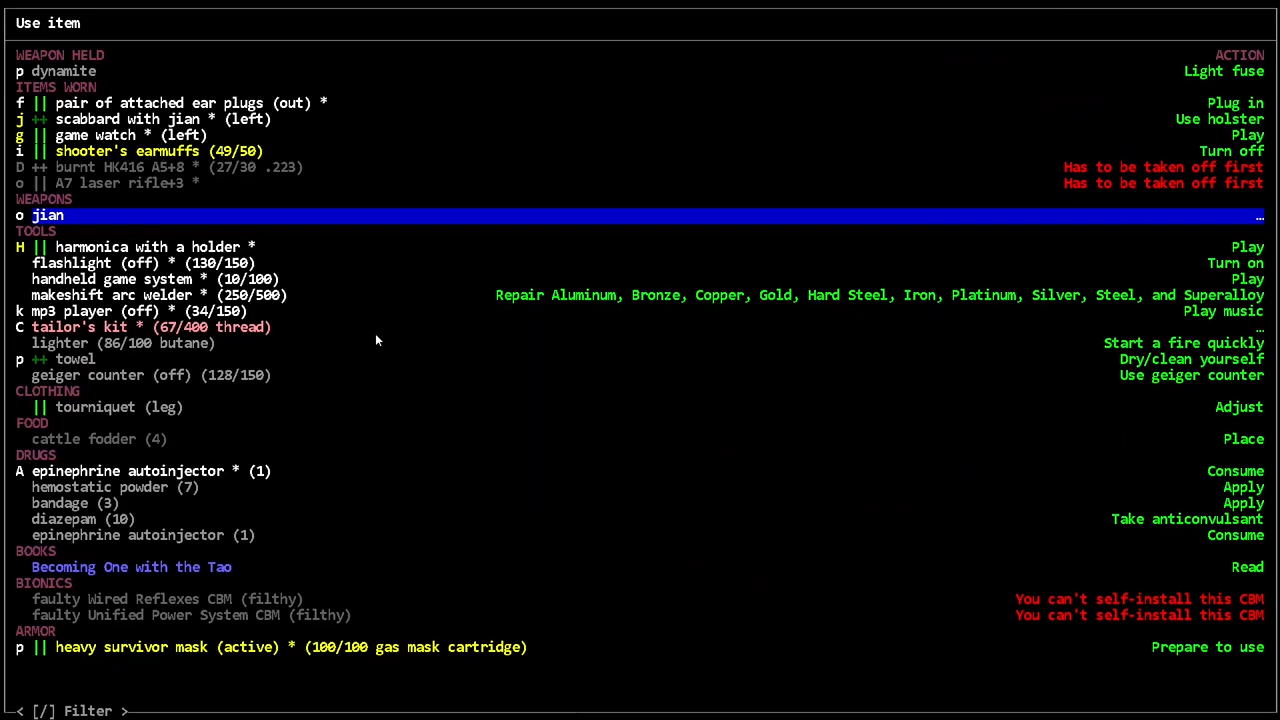 Use item
WEAPON HELD ACTION
p dynamite Light fuse
ITEMS WORN
f || pair of attached ear plugs (out) * Plug in
j ++ scabbard with jian * (left) Use holster
g || game watch * (left) Play
i || shooter's earmuffs (49/50) Turn off
D ++ burnt HK416 A5+8 * (27/30 .223) Has to be taken off first
o || A7 laser rifle+3 * Has to be taken off first
WEAPONS
o jian …
TOOLS
H || harmonica with a holder * Play
flashlight (off) * (130/150) Turn on
handheld game system * (10/100) Play
makeshift arc welder * (250/500) Repair Aluminum, Bronze, Copper, Gold, Hard Steel, Iron, Platinum, Silver, Steel, and Superalloy
k mp3 player (off) * (34/150) Play music
C tailor's kit * (67/400 thread) …
lighter (86/100 butane) Start a fire quickly
p ++ towel Dry/clean yourself
geiger counter (off) (128/150) Use geiger counter
CLOTHING
|| tourniquet (leg) Adjust
FOOD
cattle fodder (4) Place
DRUGS
A epinephrine autoinjector * (1) Consume
hemostatic powder (7) Apply
bandage (3) Apply
diazepam (10) Take anticonvulsant
epinephrine autoinjector (1) Consume
BOOKS
Becoming One with the Tao Read
BIONICS
faulty Wired Reflexes CBM (filthy) You can't self-install this CBM
faulty Unified Power System CBM (filthy) You can't self-install this CBM
ARMOR
p || heavy survivor mask (active) * (100/100 gas mask cartridge) Prepare to use
< [/] Filter >